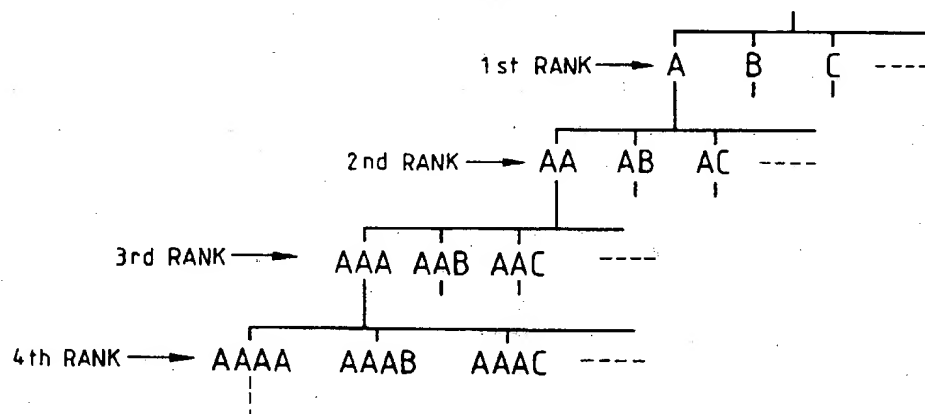 1st RANK A B C ----
2nd RANK AA AB AC ----
3rd RANK AAA AAB AAC ----
4th RANK AAAA AAAB AAAC ----